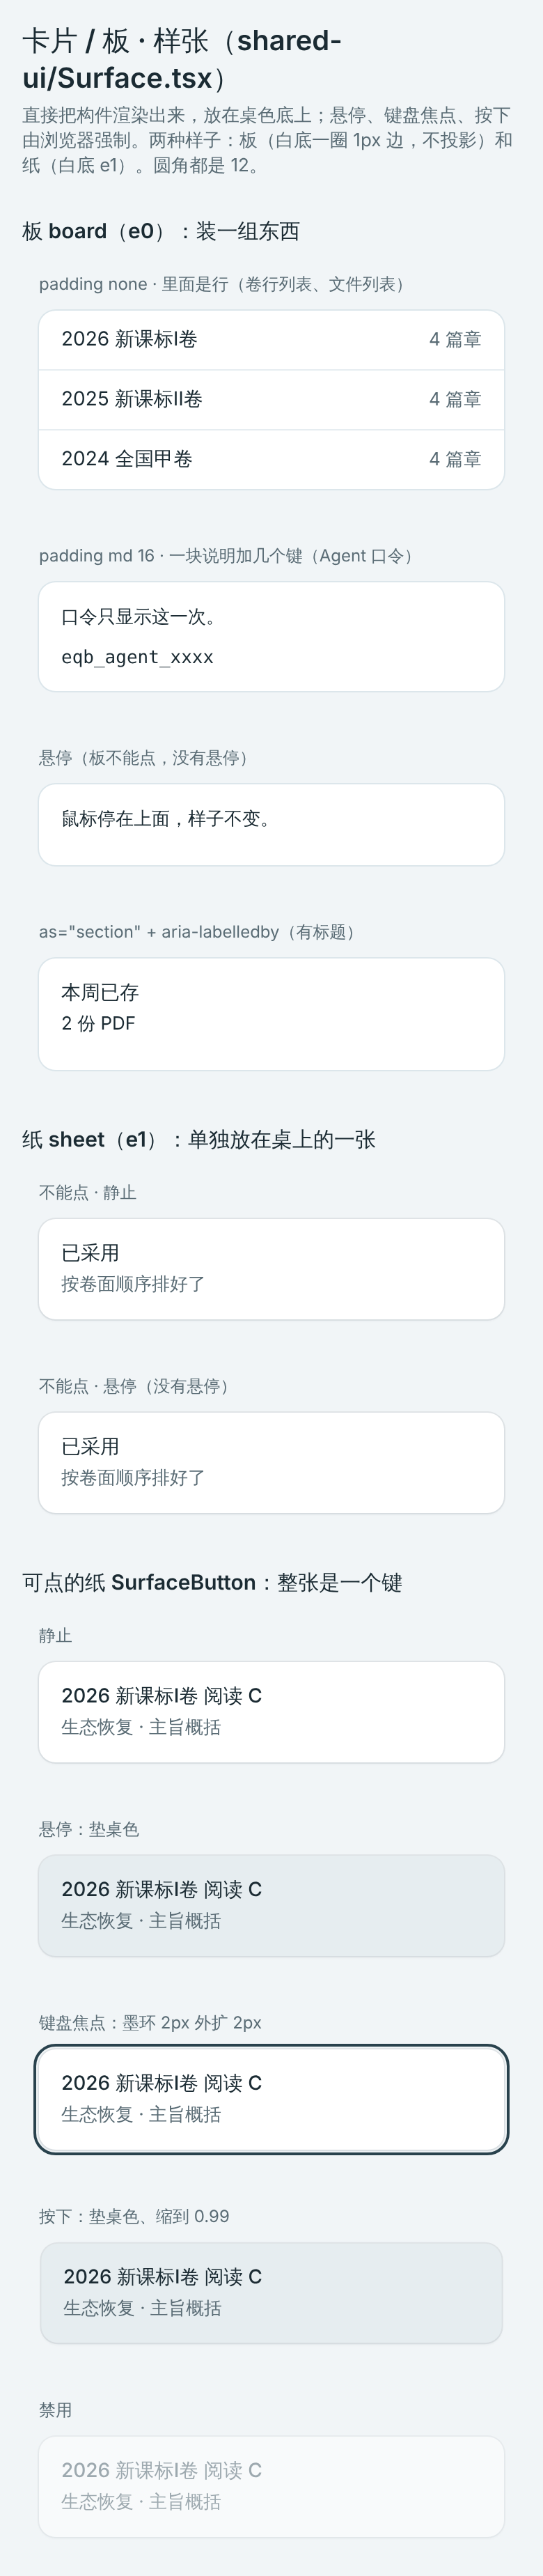 卡片 / 板 · 样张（shared-
ui/Surface.tsx）
直接把构件渲染出来，放在桌色底上；悬停、键盘焦点、按下
由浏览器强制。两种样子：板（白底一圈 1px 边，不投影）和
纸（白底 e1）。圆角都是 12。
板 board（e0）：装一组东西
padding none · 里面是行（卷行列表、文件列表）
2026 新课标I卷 4 篇章
2025 新课标II卷 4 篇章
2024 全国甲卷 4 篇章
padding md 16 · 一块说明加几个键（Agent 口令）
口令只显示这一次。
eqb_agent_xxxx
悬停（板不能点，没有悬停）
鼠标停在上面，样子不变。
as="section" + aria-labelledby（有标题）
本周已存
2 份 PDF
纸 sheet（e1）：单独放在桌上的一张
不能点 · 静止
已采用
按卷面顺序排好了
不能点 · 悬停（没有悬停）
已采用
按卷面顺序排好了
可点的纸 SurfaceButton：整张是一个键
静止
2026 新课标I卷 阅读 C
生态恢复 · 主旨概括
悬停：垫桌色
2026 新课标I卷 阅读 C
生态恢复 · 主旨概括
键盘焦点：墨环 2px 外扩 2px
2026 新课标I卷 阅读 C
生态恢复 · 主旨概括
按下：垫桌色、缩到 0.99
2026 新课标I卷 阅读 C
生态恢复 · 主旨概括
禁用
2026 新课标I卷 阅读 C
生态恢复 · 主旨概括